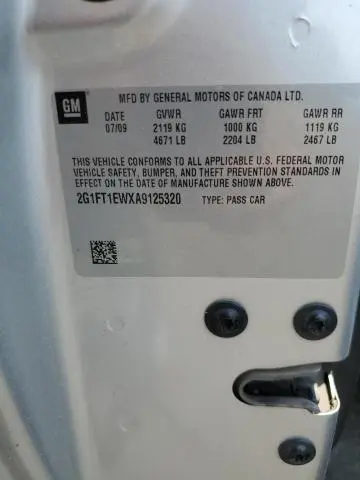 GM
MFD BY GENERAL MOTORS OF CANADA LTD.
DATE GVWR GAWR FRT GAWR RR
07/09 2119 KG 1000 KG 1119 KG
4671 LB 2204 LB 2467 LB
THIS VEHICLE CONFORMS TO ALL APPLICABLE U.S. FEDERAL MOTOR
VEHICLE SAFETY, BUMPER, AND THEFT PREVENTION STANDARDS IN
EFFECT ON THE DATE OF MANUFACTURE SHOWN ABOVE.
2G1FT1EWXA9125320 TYPE: PASS CAR